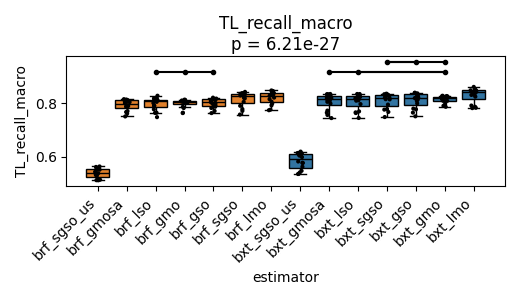 TL_recall_macro
p = 6.21e-27
TL_recall_macro
0.8
0.6
brf_sgso_us
brf_gmosa
brf_lso
brf_gmo
brf_gso
brf_sgso
brf_lmo
bxt_sgso_us
bxt_gmosa
bxt_lso
bxt_sgso
bxt_gso
bxt_gmo
bxt_lmo
estimator